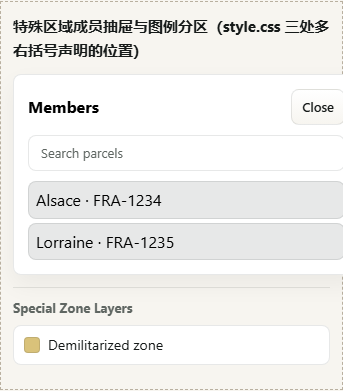 特殊区域成员抽屉与图例分区（style.css 三处多
右括号声明的位置）
Members
Close
Search parcels
Alsace · FRA-1234
Lorraine · FRA-1235
Special Zone Layers
Demilitarized zone